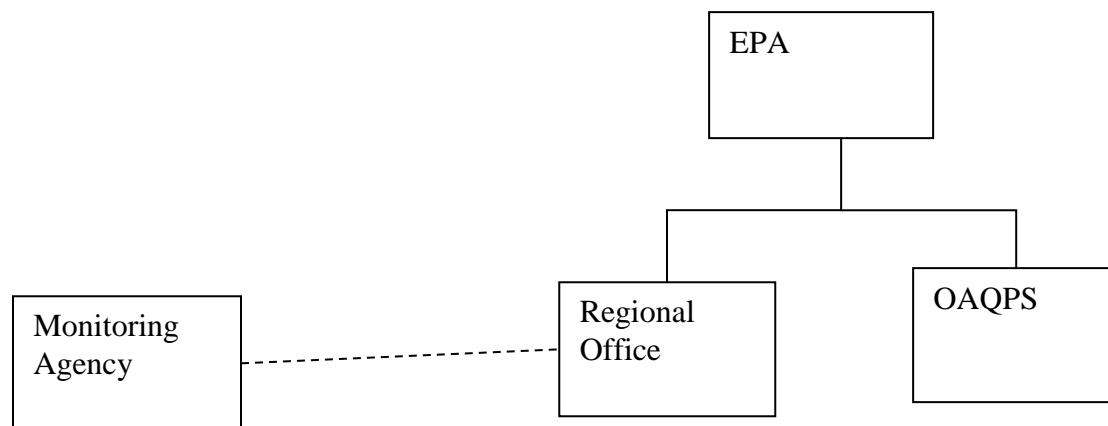 EPA
OAQPS
Regional
Office
Monitoring
Agency